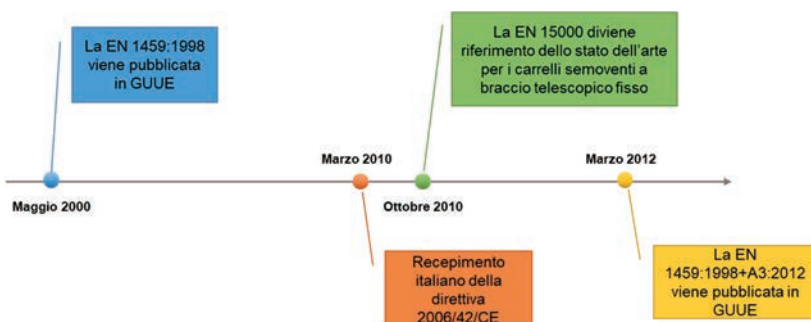 La EN 1459:1998
viene pubblicata
in GUUE
La EN 15000 diviene
riferimento dello stato dell'arte
per i carrelli semoventi a
braccio telescopico fisso
Marzo 2010
Marzo 2012
Maggio 2000
Ottobre 2010
Recepimento
italiano della
direttiva
2006/42/CE
La EN
1459:1998+A3:2012
viene pubblicata in
GUUE